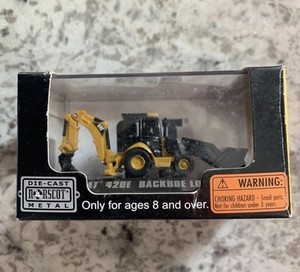 420E BACKHOE
DIE-CAST
NORSCOT
METAL
Only for ages 8 and over.
WARNING:
CHOKING HAZARD - Small parts.
Not for children under 3 years.